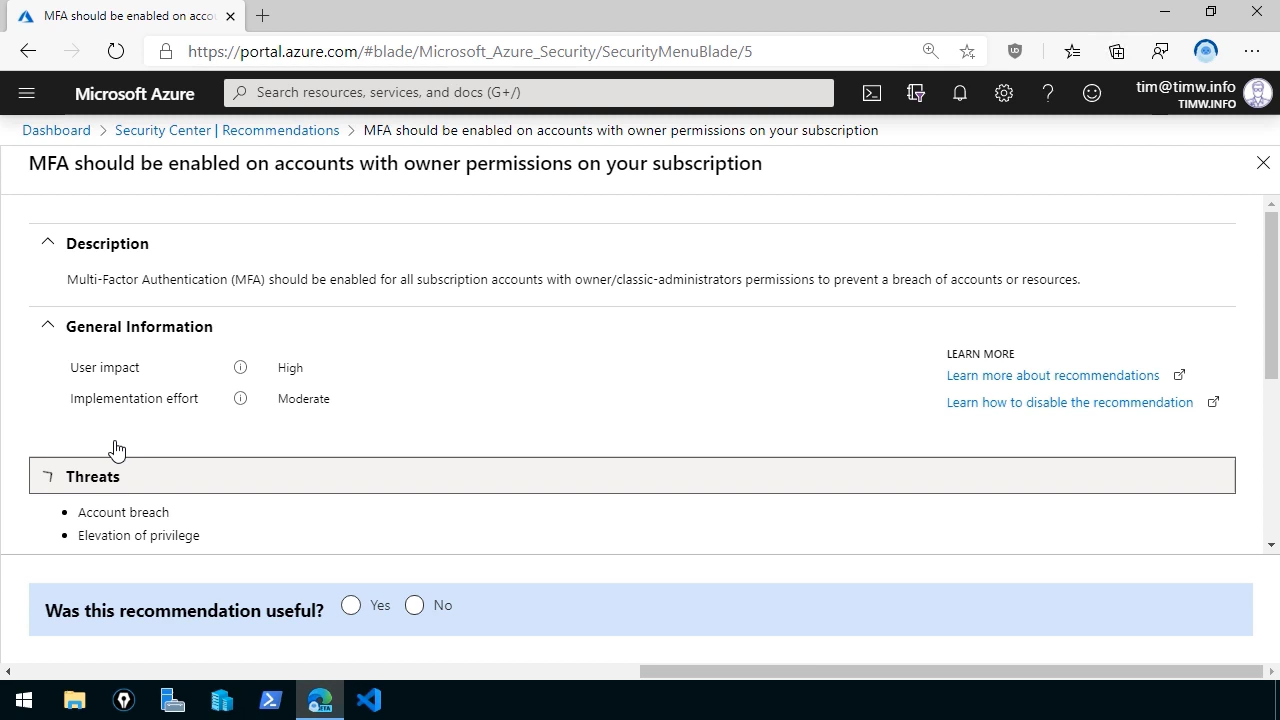 MFA should be enabled on accou
https://portal.azure.com/#blade/Microsoft_Azure_Security/SecurityMenuBlade/5
Microsoft Azure
Search resources, services, and docs (G+/)
tim@timw.info
TIMW.INFO
Dashboard > Security Center | Recommendations > MFA should be enabled on accounts with owner permissions on your subscription
MFA should be enabled on accounts with owner permissions on your subscription
Description
Multi-Factor Authentication (MFA) should be enabled for all subscription accounts with owner/classic-administrators permissions to prevent a breach of accounts or resources.
General Information
User impact High
Implementation effort Moderate
LEARN MORE
Learn more about recommendations
Learn how to disable the recommendation
Threats
• Account breach
• Elevation of privilege
Was this recommendation useful? Yes No